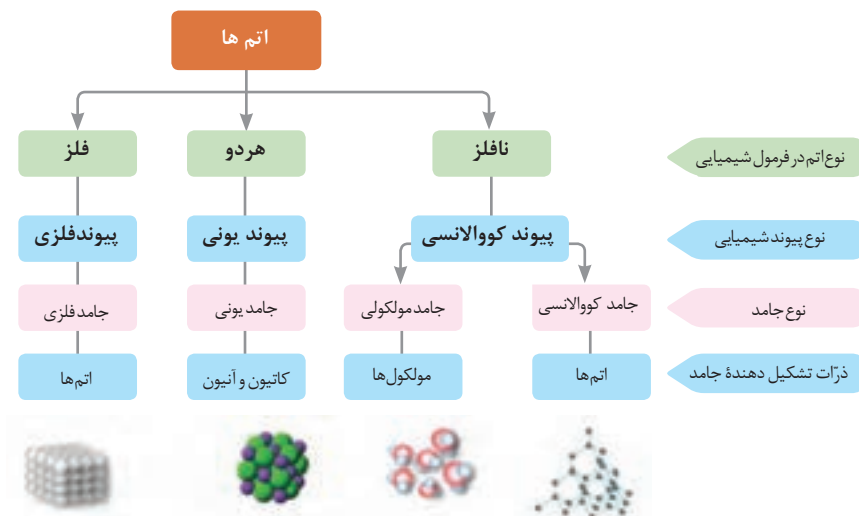 اتم ها
نوع اتم در فرمول شیمیایی
نافلز
هردو
فلز
نوع پیوند شیمیایی
پیوند کووالانسی
پیوند یونی
پیوند فلزی
نوع جامد
جامد کووالانسی
جامد مولکولی
جامد یونی
جامد فلزی
ذرّات تشکیل دهندهٔ جامد
اتم‌ها
مولکول‌ها
کاتیون و آنیون
اتم‌ها